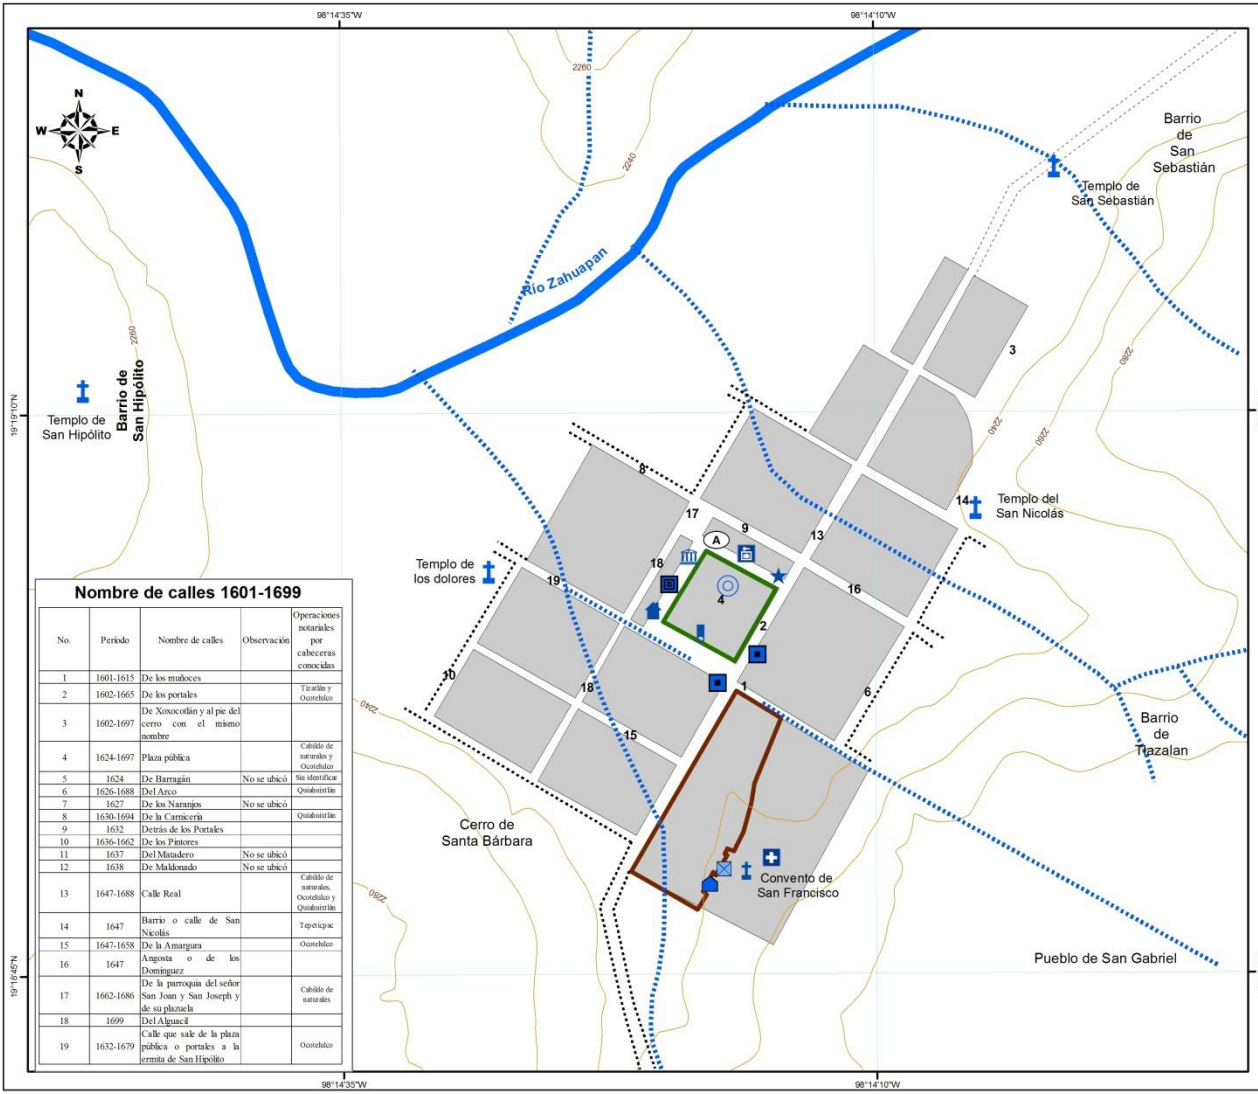 98°14'35"W
98°14'10"W
2260
2240
N
W E
S
Barrio
de
San
Sebastián
Templo de
San Sebastián
Río Zahuapan
2260
Barrio de
San Hipólito
Templo de
San Hipólito
19°19'10"N
3
2280
2240
2260
8
17
9
A
13
14
Templo del
San Nicolás
18
Templo de
los dolores
19
4
16
2
10
18
1
6
15
2240
Barrio
de
Tlazalan
Cerro de
Santa Bárbara
2280
Convento de
San Francisco
Pueblo de San Gabriel
19°18'45"N
98°14'35"W
98°14'10"W
Nombre de calles 1601-1699
No. Periodo Nombre de calles Observación Operaciones
notariales
por
cabeceras
conocidas
1 1601-1615 De los muñoces
2 1602-1665 De los portales Tizatlán y
Ocotelulco
3 1602-1697 De Xoxocotlán y al pie del
cerro con el mismo
nombre
4 1624-1697 Plaza pública Cabildo de
naturales y
Ocotelulco
5 1624 De Barragán No se ubicó Sin identificar
6 1626-1688 Del Arco Quiahuistlán
7 1627 De los Naranjos No se ubicó
8 1630-1694 De la Carnicería Quiahuistlán
9 1632 Detrás de los Portales
10 1636-1662 De los Pintores
11 1637 Del Matadero No se ubicó
12 1638 De Maldonado No se ubicó
13 1647-1688 Calle Real Cabildo de
naturales,
Ocotelulco y
Quiahuistlán
14 1647 Barrio o calle de San
Nicolás Tepeticpac
15 1647-1658 De la Amargura Ocotelulco
16 1647 Angosta o de los
Domínguez
17 1662-1686 De la parroquia del señor
San Joan y San Joseph y
de su plazuela Cabildo de
naturales
18 1699 Del Alguacil
19 1632-1679 Calle que sale de la plaza
pública o portales a la
ermita de San Hipólito Ocotelulco